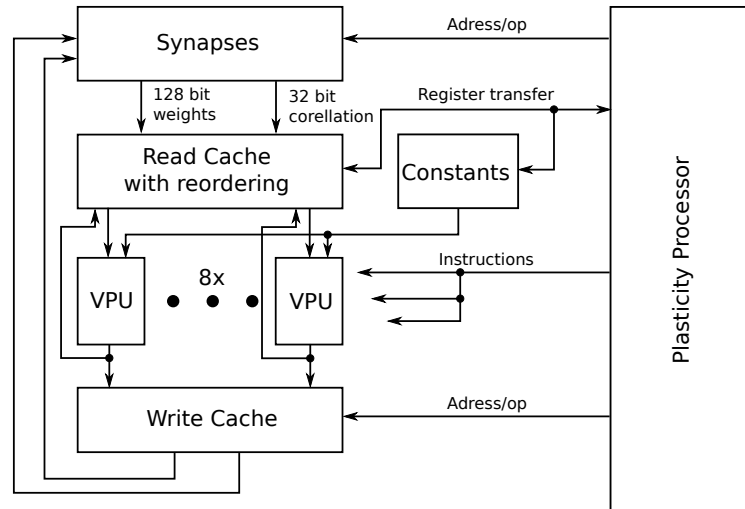 Synapses
Adress/op
128 bit
weights
32 bit
corellation
Register transfer
Read Cache
with reordering
Constants
Plasticity Processor
Instructions
8x
VPU
VPU
Write Cache
Adress/op